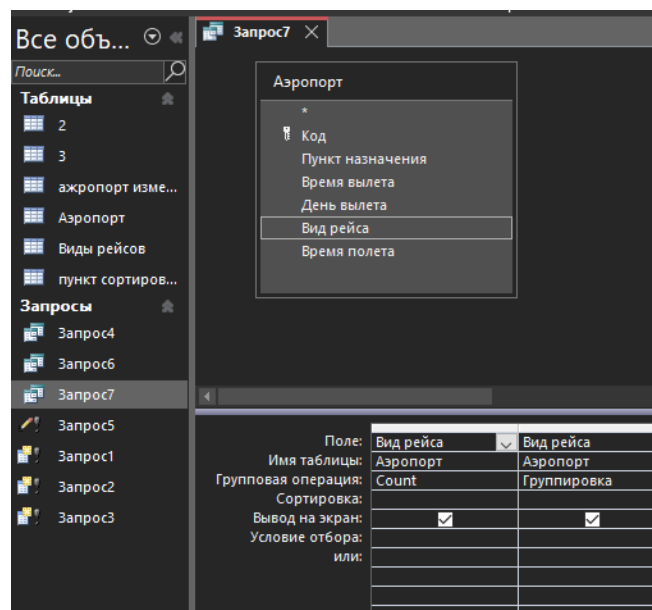 Все объ...
Поиск...
Таблицы
2
3
ажропорт изме...
Аэропорт
Виды рейсов
пункт сортиров...
Запросы
Запрос4
Запрос6
Запрос7
Запрос5
Запрос1
Запрос2
Запрос3
Запрос7
Аэропорт
*
Код
Пункт назначения
Время вылета
День вылета
Вид рейса
Время полета
Поле: Вид рейса Вид рейса
Имя таблицы: Аэропорт Аэропорт
Групповая операция: Count Группировка
Сортировка:
Вывод на экран:
Условие отбора:
или: